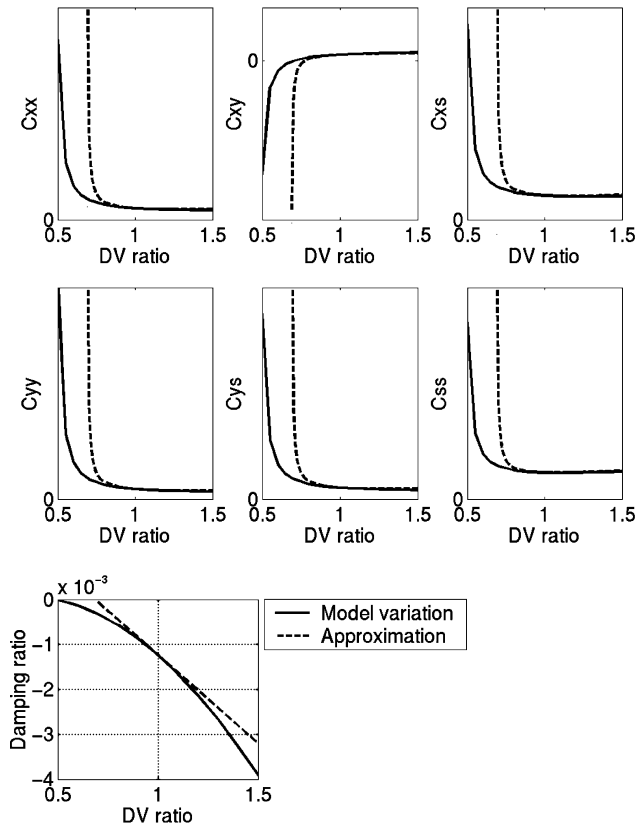 Cxx
0
0.5
1
1.5
DV ratio
Cxy
0
0.5
1
1.5
DV ratio
Cxs
0
0.5
1
1.5
DV ratio
Cyy
0
0.5
1
1.5
DV ratio
Cys
0
0.5
1
1.5
DV ratio
Css
0
0.5
1
1.5
DV ratio
x 10⁻³
Damping ratio
0
−1
−2
−3
−4
0.5
1
1.5
DV ratio
Model variation
Approximation